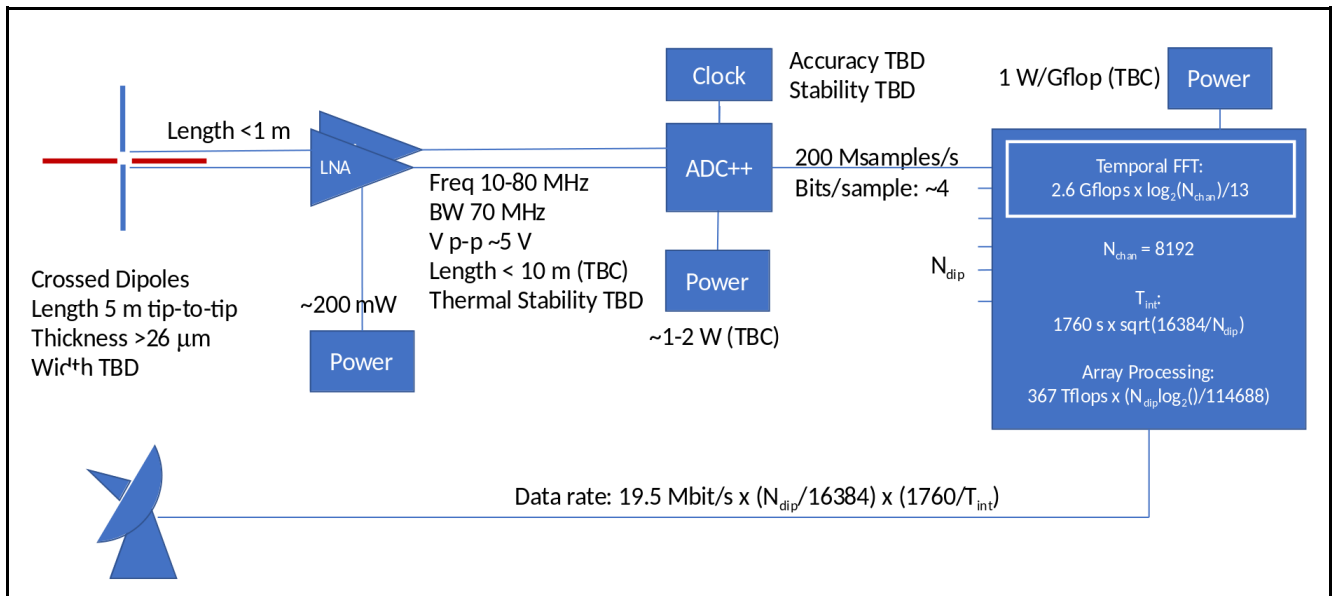 Clock
Accuracy TBD
Stability TBD
1 W/Gflop (TBC)
Power
Length <1 m
LNA
ADC++
200 Msamples/s
Bits/sample: ~4
Temporal FFT:
2.6 Gflops x log2(Nchan)/13
Freq 10-80 MHz
BW 70 MHz
V p-p ~5 V
Length < 10 m (TBC)
Thermal Stability TBD
Nchan = 8192
Ndip
Tint:
1760 s x sqrt(16384/Ndip)
Array Processing:
367 Tflops x (Ndiplog2()/114688)
Crossed Dipoles
Length 5 m tip-to-tip
Thickness >26 μm
Width TBD
~200 mW
Power
Power
~1-2 W (TBC)
Data rate: 19.5 Mbit/s x (Ndip/16384) x (1760/Tint)